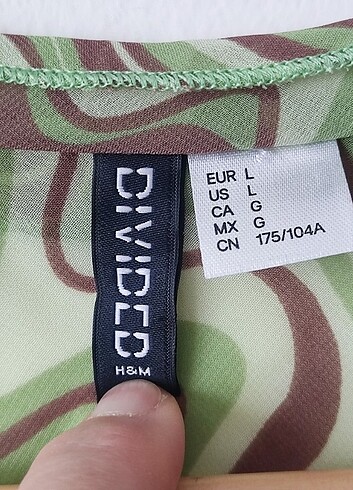 DIVIDED
H&M
EUR L
US L
CA G
MX G
CN 175/104A